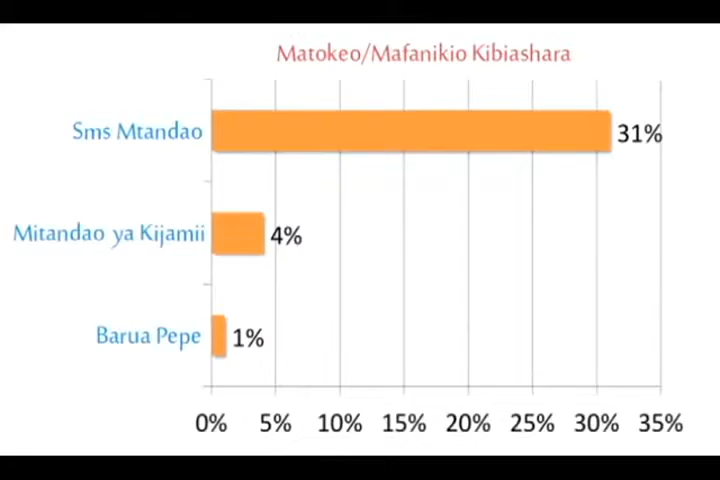 Matokeo/Mafanikio Kibiashara
Sms Mtandao 31%
Mitandao ya Kijamii 4%
Barua Pepe 1%
0% 5% 10% 15% 20% 25% 30% 35%